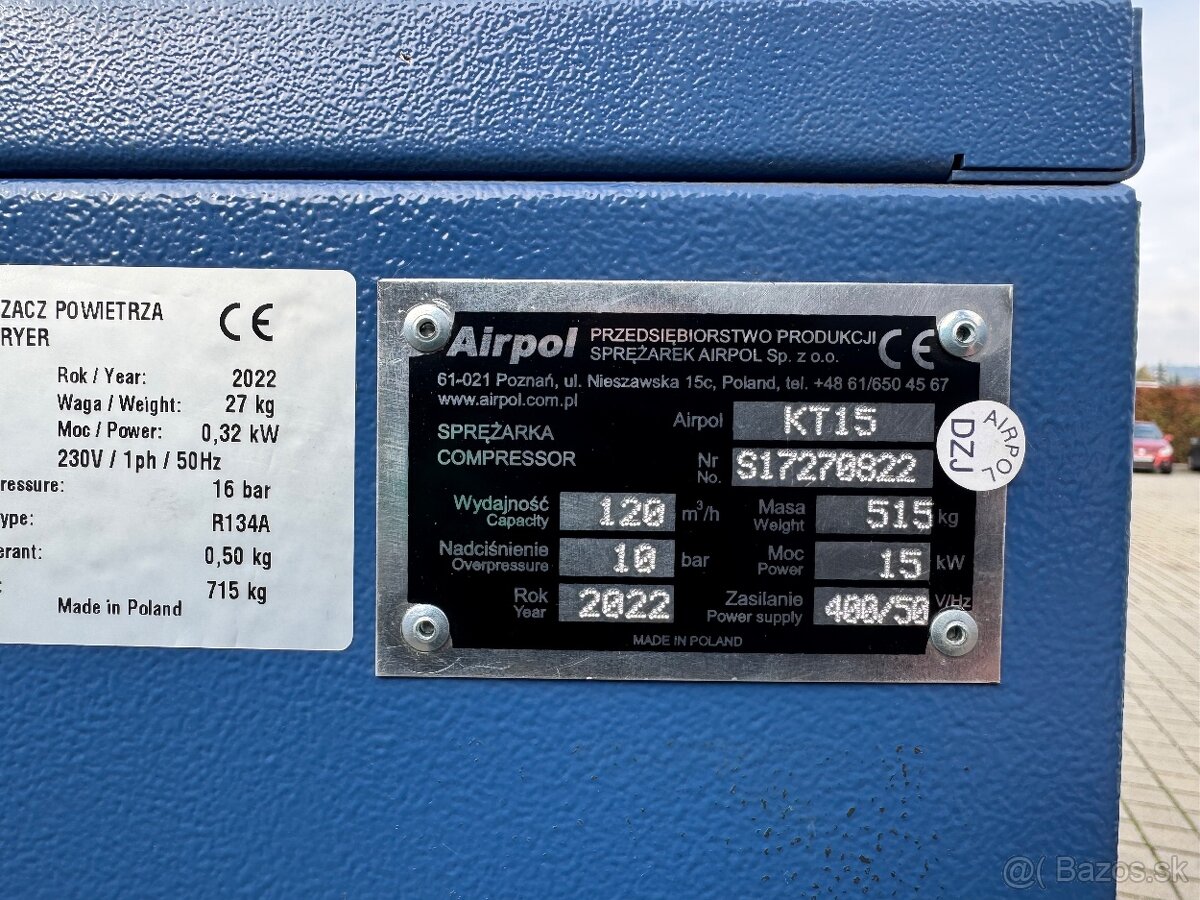 ZACZ POWIETRZA CE
RYER
Rok / Year: 2022
Waga / Weight: 27 kg
Moc / Power: 0,32 kW
230V / 1ph / 50Hz
ressure: 16 bar
ype: R134A
erant: 0,50 kg
: 715 kg
Made in Poland
Airpol PRZEDSIĘBIORSTWO PRODUKCJI CE
SPRĘŻAREK AIRPOL Sp. z o.o.
61-021 Poznań, ul. Nieszawska 15c, Poland, tel. +48 61/650 45 67
www.airpol.com.pl
Airpol KT15
SPRĘŻARKA
COMPRESSOR
Nr
No. S17270822
AIRPOL
DZJ
Wydajność
Capacity 120 m³/h
Masa
Weight 515 kg
Nadciśnienie
Overpressure 10 bar
Moc
Power 15 kW
Rok
Year 2022
Zasilanie
Power supply 400/50 V/Hz
MADE IN POLAND
@( Bazos.sk